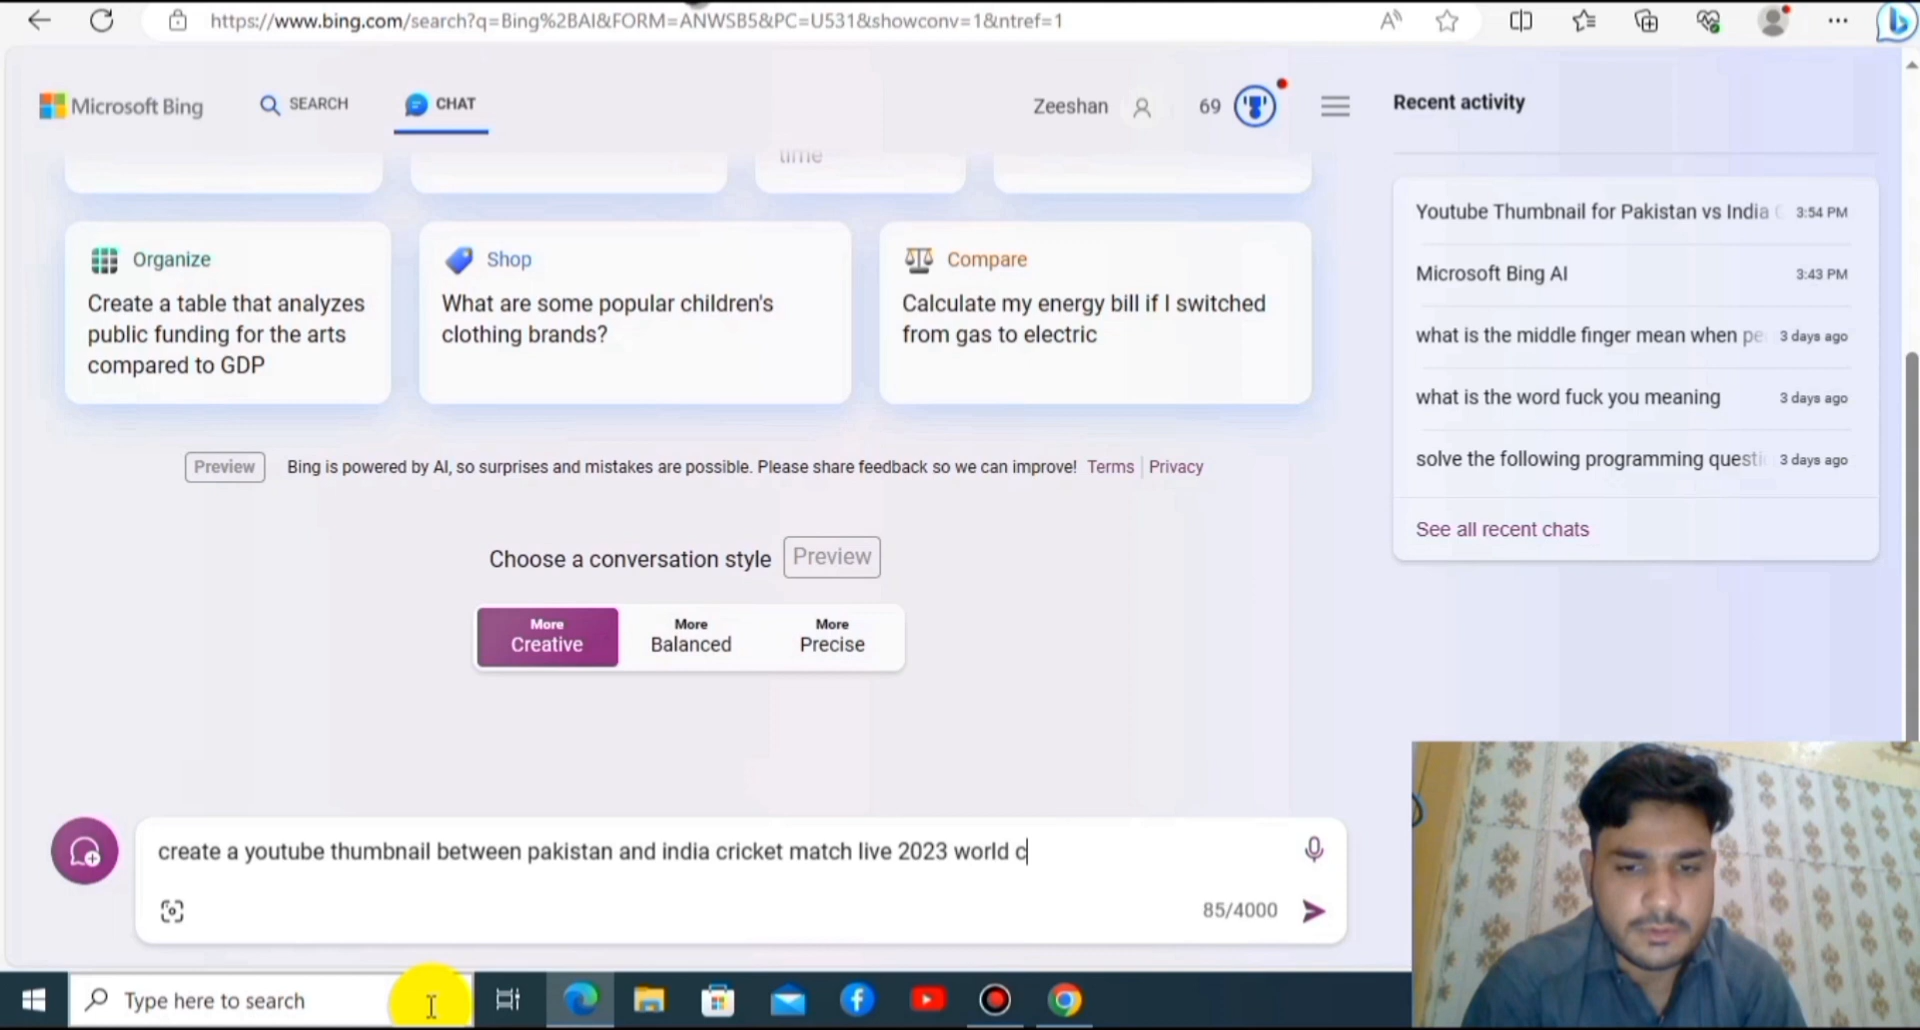 https://www.bing.com/search?q=Bing%2BAI&FORM=ANWSB5&PC=U531&showconv=1&ntref=1
Microsoft Bing
SEARCH
CHAT
Zeeshan
69
Recent activity
time
Organize
Create a table that analyzes
public funding for the arts
compared to GDP
Shop
What are some popular children's
clothing brands?
Compare
Calculate my energy bill if I switched
from gas to electric
Youtube Thumbnail for Pakistan vs India 3:54 PM
Microsoft Bing AI 3:43 PM
what is the middle finger mean when pe 3 days ago
what is the word fuck you meaning 3 days ago
solve the following programming questi 3 days ago
See all recent chats
Preview Bing is powered by AI, so surprises and mistakes are possible. Please share feedback so we can improve! Terms Privacy
Choose a conversation style Preview
More
Creative
More
Balanced
More
Precise
create a youtube thumbnail between pakistan and india cricket match live 2023 world c
85/4000
Type here to search